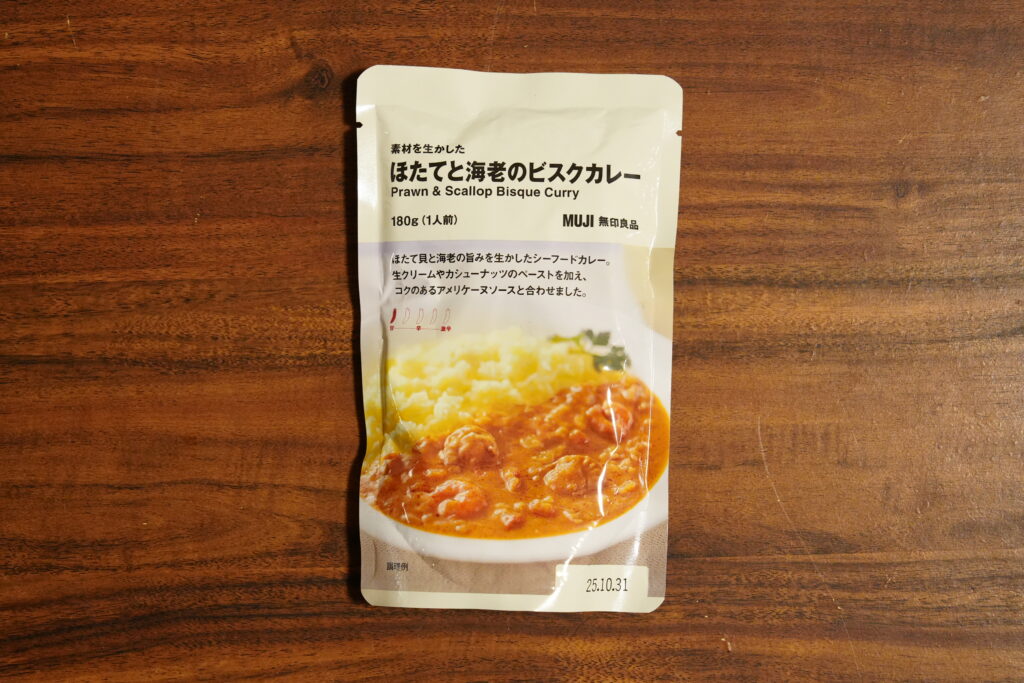 素材を生かした
ほたてと海老のビスクカレー
Prawn & Scallop Bisque Curry
180g(1人前)
MUJI 無印良品
ほたて貝と海老の旨みを生かしたシーフードカレー。
生クリームやカシューナッツのペーストを加え、
コクのあるアメリケーヌソースと合わせました。
辛 激辛
調理例
25.10.31